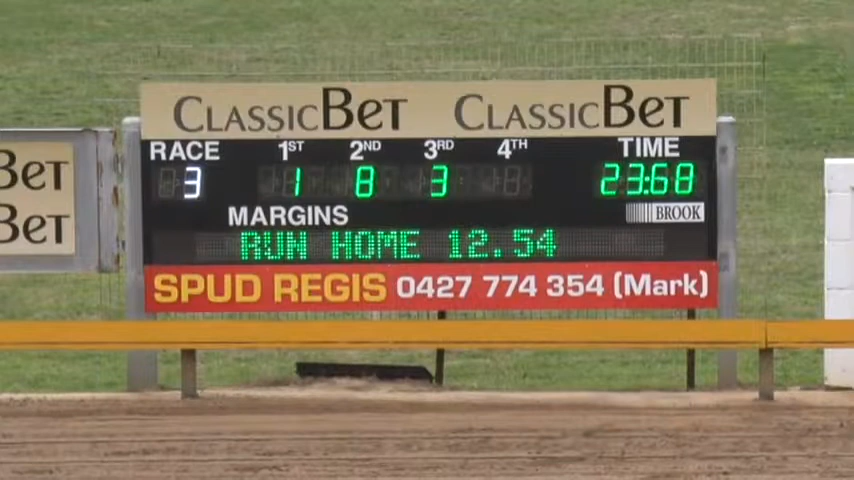 CLASSICBET CLASSICBET
RACE 1ST 2ND 3RD 4TH TIME
3 1 8 3 23:68
MARGINS BROOK
RUN HOME 12.54
SPUD REGIS 0427 774 354 (Mark)
Bet
Bet